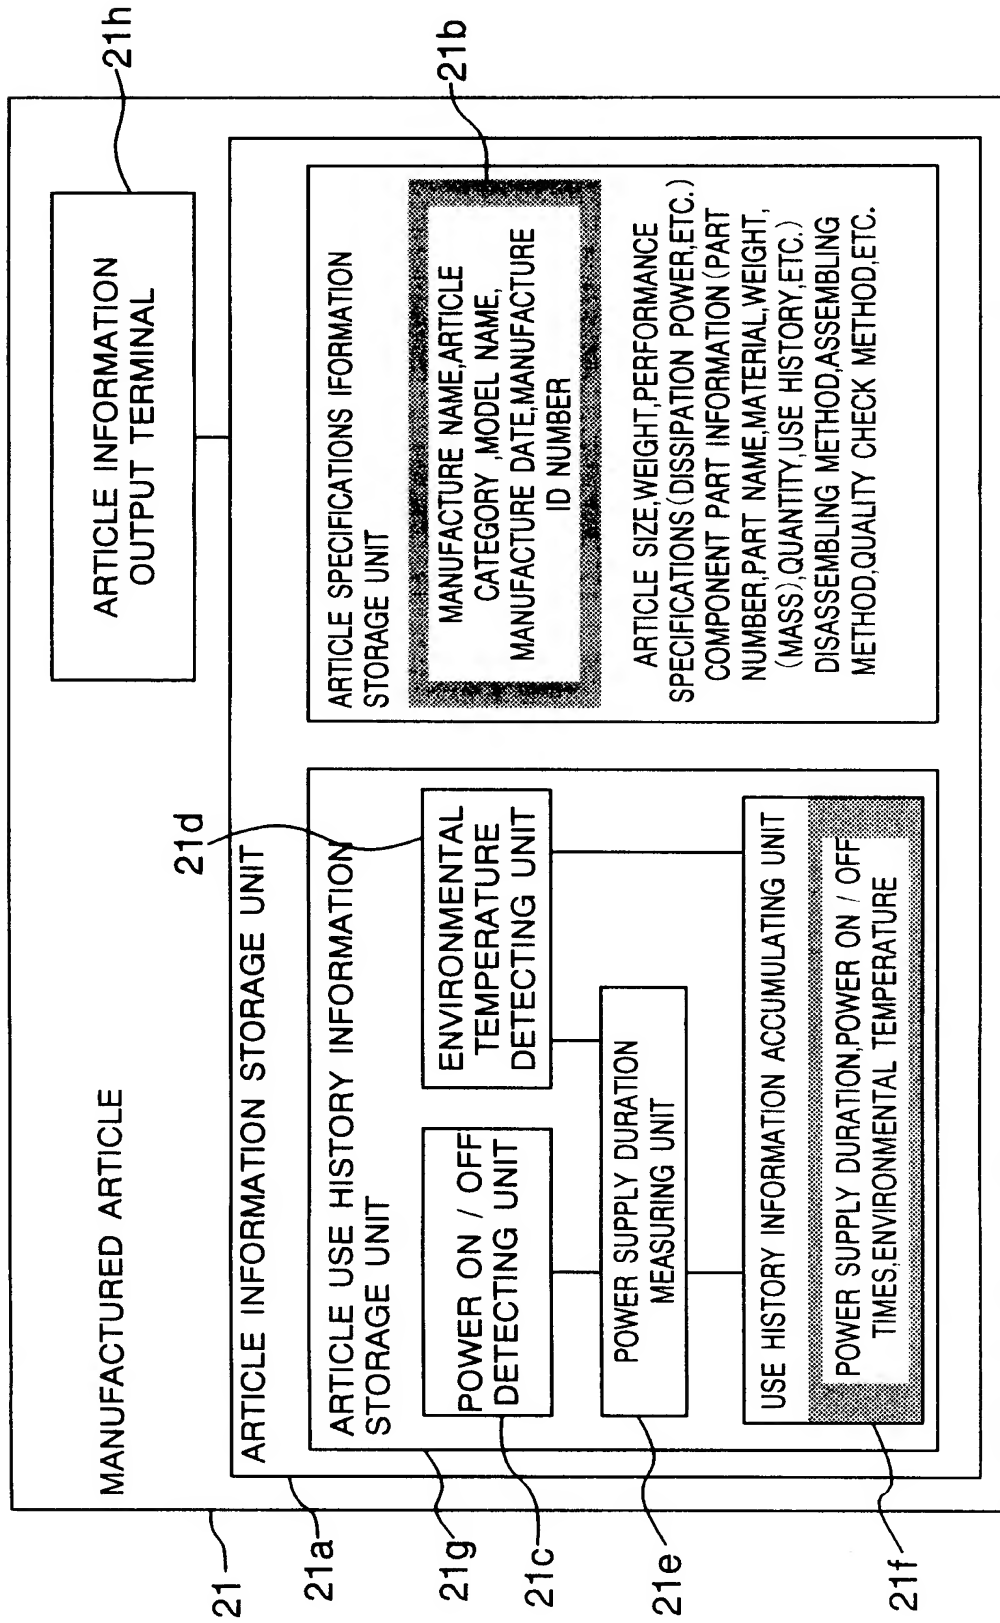 MANUFACTURED ARTICLE
21
ARTICLE INFORMATION
OUTPUT TERMINAL
21h
ARTICLE INFORMATION STORAGE UNIT
21a
ARTICLE USE HISTORY INFORMATION
STORAGE UNIT
21g
POWER ON / OFF
DETECTING UNIT
21c
ENVIRONMENTAL
TEMPERATURE
DETECTING UNIT
21d
POWER SUPPLY DURATION
MEASURING UNIT
21e
USE HISTORY INFORMATION ACCUMULATING UNIT
POWER SUPPLY DURATION,POWER ON / OFF
TIMES,ENVIRONMENTAL TEMPERATURE
21f
ARTICLE SPECIFICATIONS IFORMATION
STORAGE UNIT
MANUFACTURE NAME,ARTICLE
CATEGORY ,MODEL NAME,
MANUFACTURE DATE,MANUFACTURE
ID NUMBER
21b
ARTICLE SIZE,WEIGHT,PERFORMANCE
SPECIFICATIONS(DISSIPATION POWER,ETC.)
COMPONENT PART INFORMATION(PART
NUMBER,PART NAME,MATERIAL,WEIGHT,
(MASS),QUANTITY,USE HISTORY,ETC.)
DISASSEMBLING METHOD,ASSEMBLING
METHOD,QUALITY CHECK METHOD,ETC.